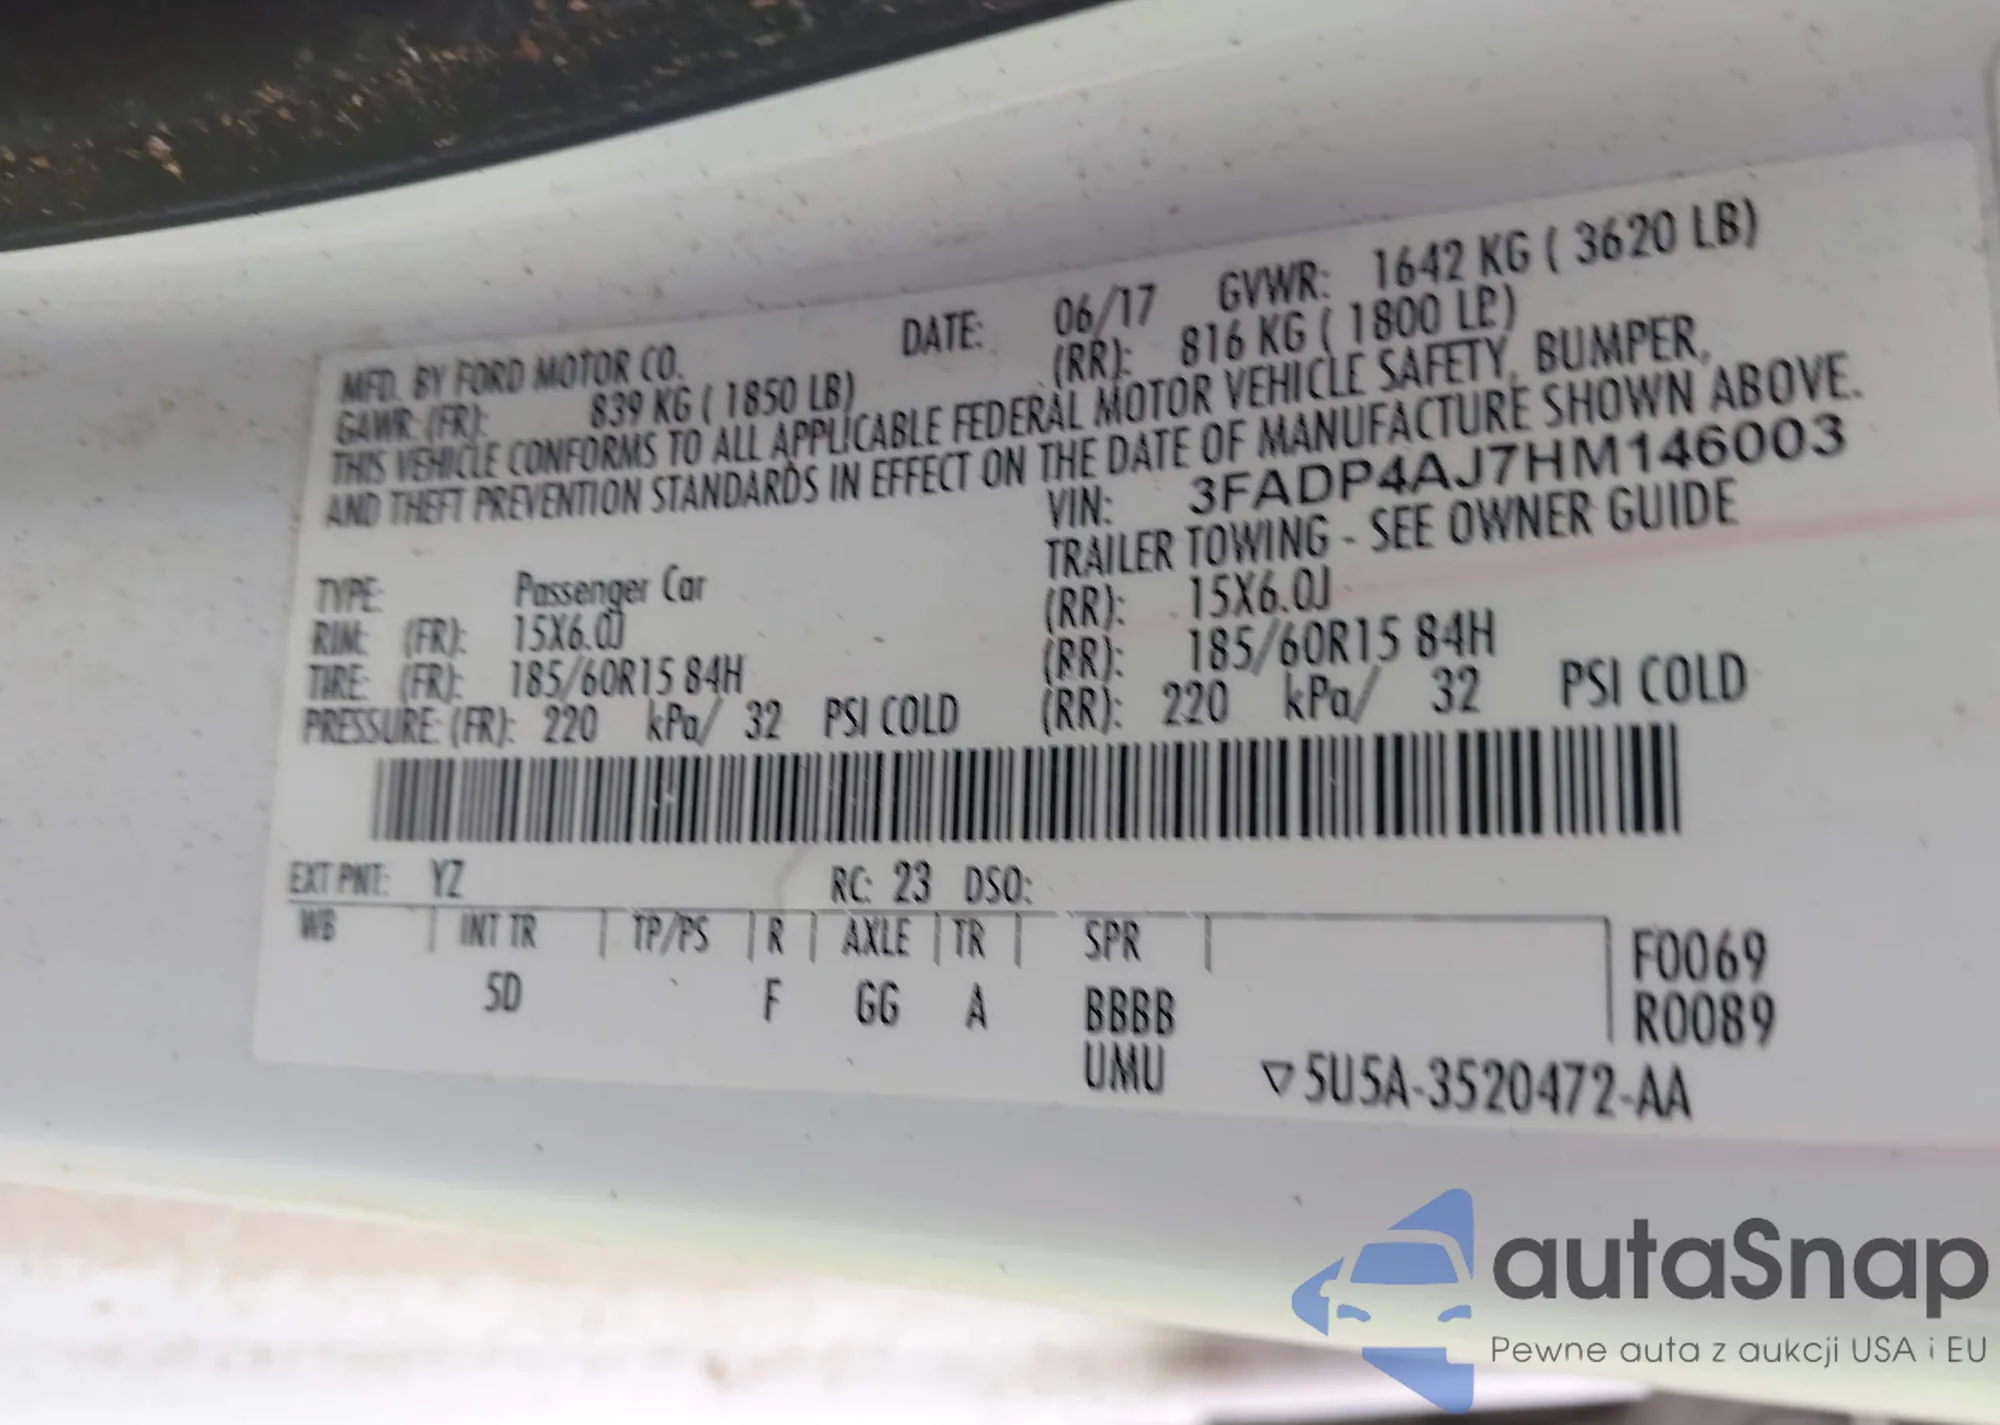 MFD. BY FORD MOTOR CO. DATE: 06/17 GVWR: 1642 KG ( 3620 LB)
GAWR: (FR): 839 KG ( 1850 LB) (RR): 816 KG ( 1800 LB)
THIS VEHICLE CONFORMS TO ALL APPLICABLE FEDERAL MOTOR VEHICLE SAFETY, BUMPER,
AND THEFT PREVENTION STANDARDS IN EFFECT ON THE DATE OF MANUFACTURE SHOWN ABOVE.
VIN: 3FADP4AJ7HM146003
TYPE: Passenger Car TRAILER TOWING - SEE OWNER GUIDE
RIM: (FR): 15X6.0J (RR): 15X6.0J
TIRE: (FR): 185/60R15 84H (RR): 185/60R15 84H
PRESSURE: (FR): 220 kPa/ 32 PSI COLD (RR): 220 kPa/ 32 PSI COLD
EXT PNT: YZ RC: 23 DSO:
WB | INT TR | TP/PS | R | AXLE | TR | SPR | F0069
5D F GG A BBBB R0089
UMU ▽5U5A-3520472-AA
autaSnap
Pewne auta z aukcji USA i EU